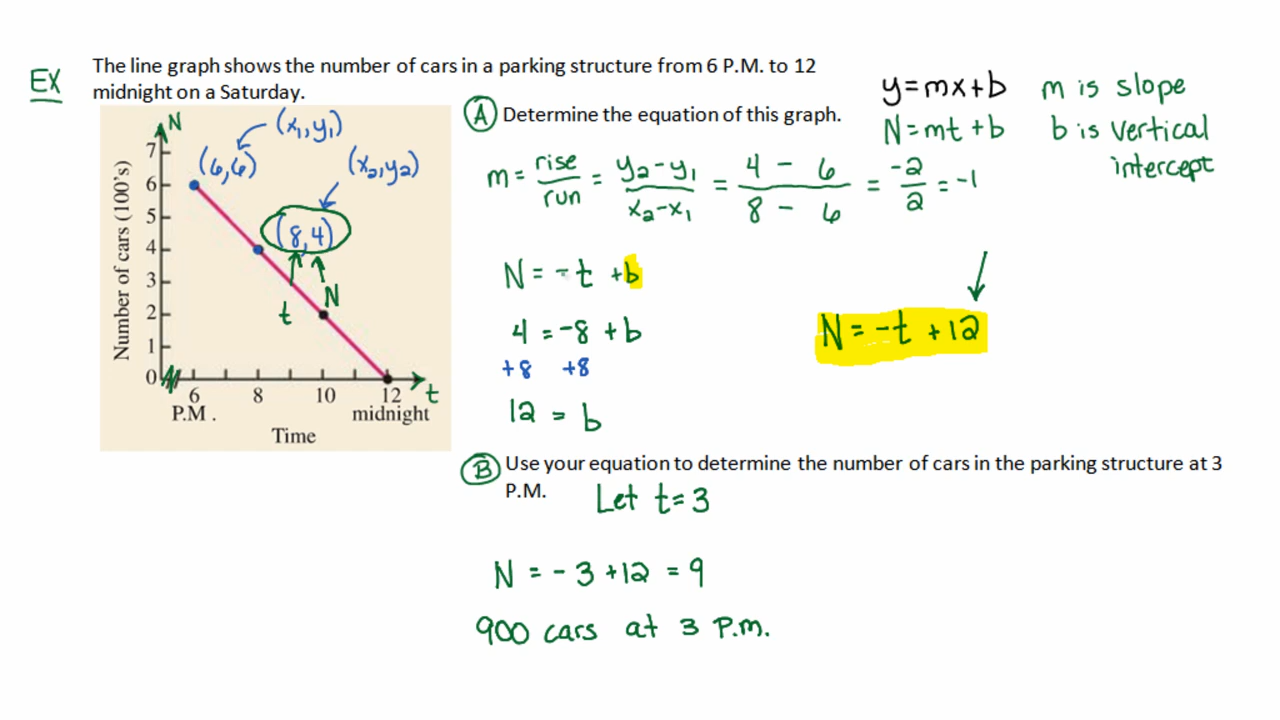 EX
The line graph shows the number of cars in a parking structure from 6 P.M. to 12
midnight on a Saturday.
N
7
6
5
4
3
2
1
0
Number of cars (100's)
(6,6)
(x₁,y₁)
(x₂,y₂)
(8,4)
t
N
t
6
P.M .
8
10
12
midnight
Time
A Determine the equation of this graph.
y=mx+b
m is slope
N=mt+b
b is vertical
intercept
m = rise/run = y₂-y₁/x₂-x₁ = 4 - 6/8 - 6 = -2/2 = -1
N = -t +b
4 = -8 + b
+8 +8
12 = b
N = -t +12
B Use your equation to determine the number of cars in the parking structure at 3
P.M.
Let t=3
N = - 3 +12 = 9
900 cars at 3 P.m.